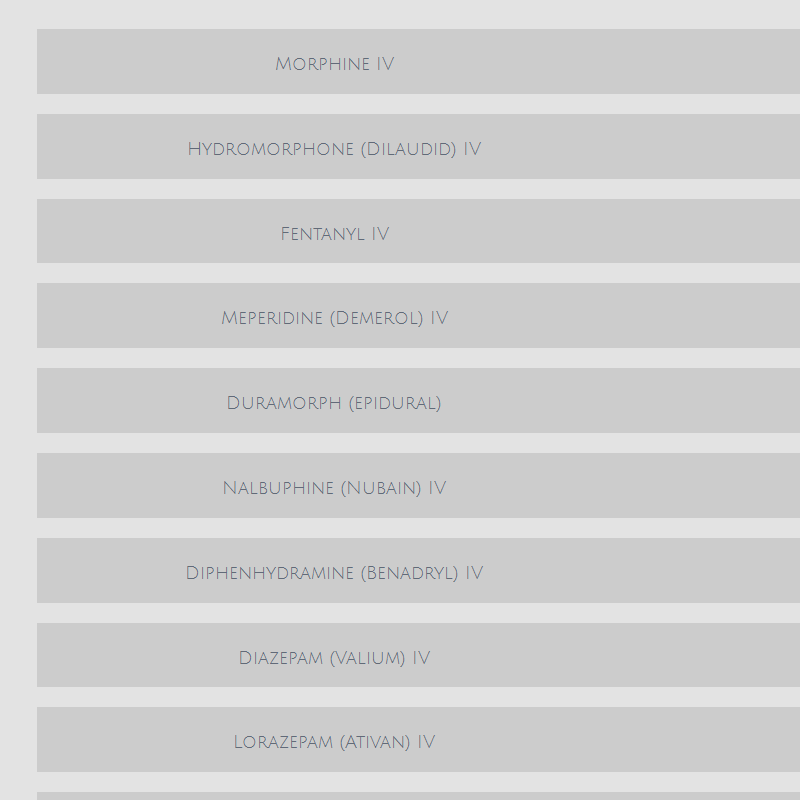 Morphine IV
Hydromorphone (Dilaudid) IV
Fentanyl IV
Meperidine (Demerol) IV
Duramorph (epidural)
Nalbuphine (Nubain) IV
Diphenhydramine (Benadryl) IV
Diazepam (Valium) IV
Lorazepam (Ativan) IV